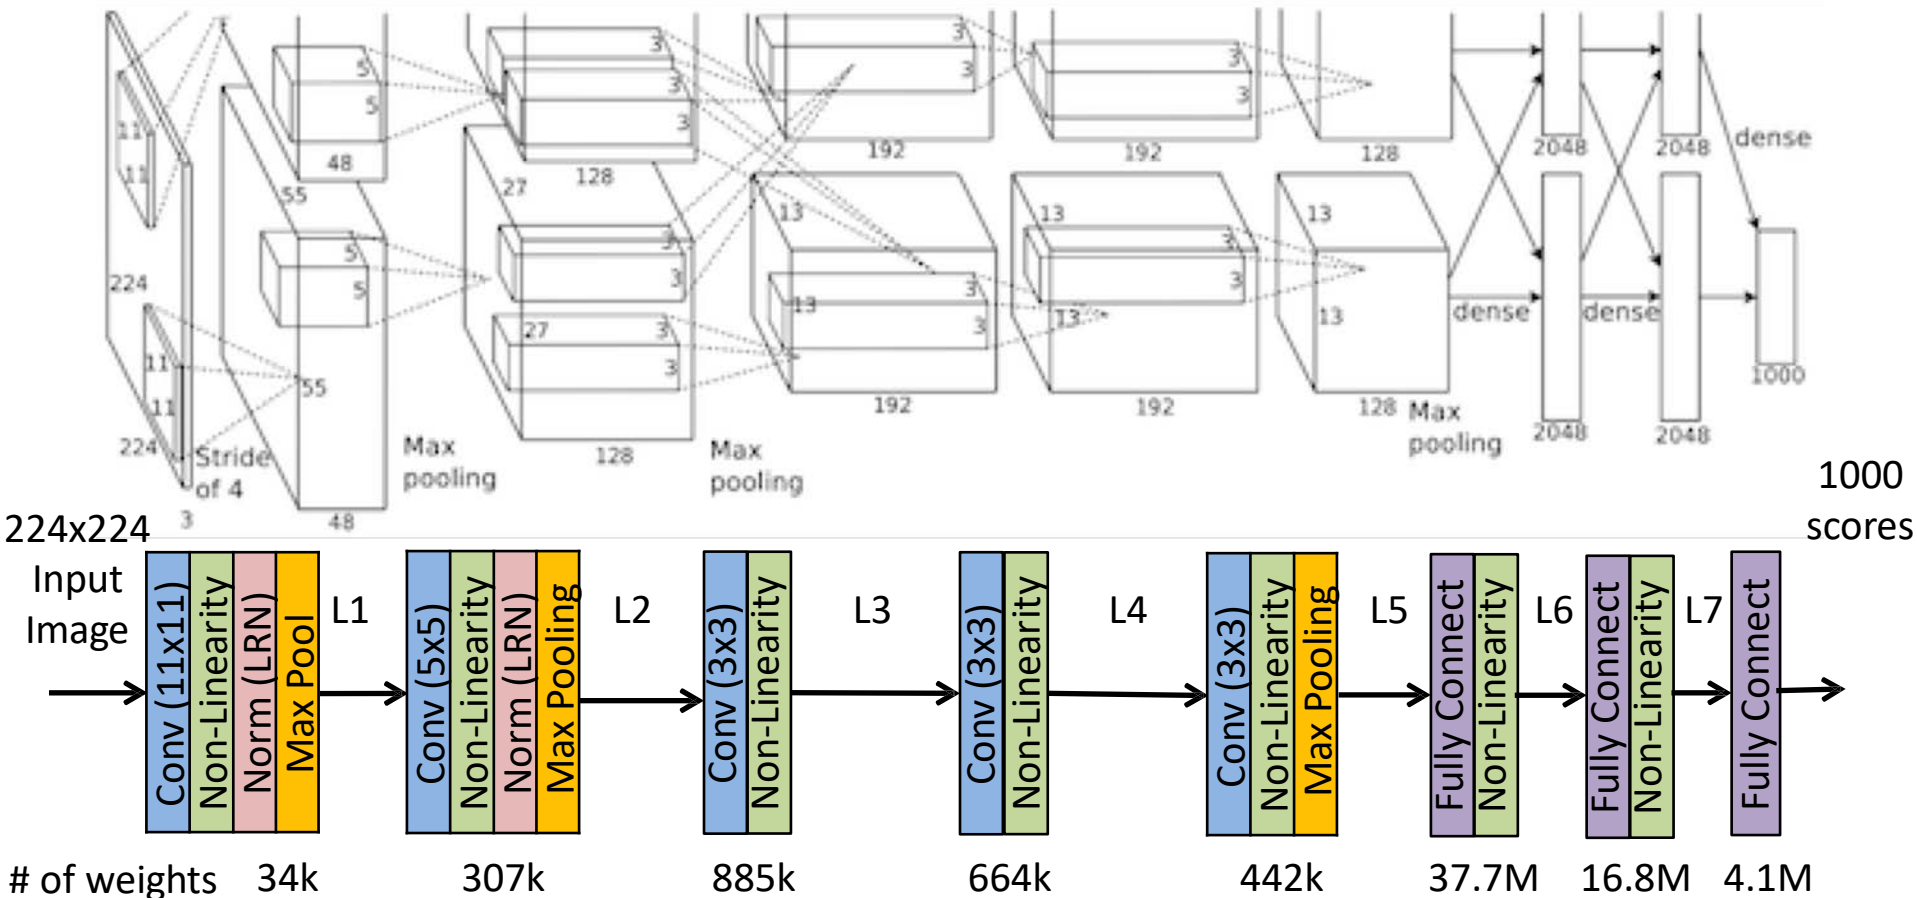 11
11
224
11
11
224
3
Stride
of 4
5
5
48
55
5
5
55
48
Max
pooling
3
3
3
128
27
3
3
27
3
3
128
Max
pooling
3
3
192
13
3
3
13
192
3
3
192
13
3
3
13
192
128
13
13
128
Max
pooling
dense
dense
dense
2048
2048
2048
2048
1000
1000
scores
224x224
Input
Image
Conv (11x11)
Non-Linearity
Norm (LRN)
Max Pool
L1
Conv (5x5)
Non-Linearity
Norm (LRN)
Max Pooling
L2
Conv (3x3)
Non-Linearity
L3
Conv (3x3)
Non-Linearity
L4
Conv (3x3)
Non-Linearity
Max Pooling
L5
Fully Connect
Non-Linearity
L6
Fully Connect
Non-Linearity
L7
Fully Connect
# of weights 34k 307k 885k 664k 442k 37.7M 16.8M 4.1M